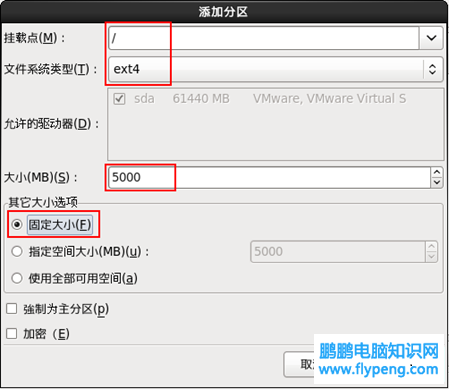 添加分区
挂载点(M)：
/
文件系统类型(T)：
ext4
允许的驱动器(D)：
sda 61440 MB VMware, VMware Virtual S
大小(MB)(S)：
5000
其它大小选项
固定大小(F)
指定空间大小(MB)(u)：
5000
使用全部可用空间(a)
强制为主分区(p)
加密（E)
鹏鹏电脑知识网
www.flypeng.com